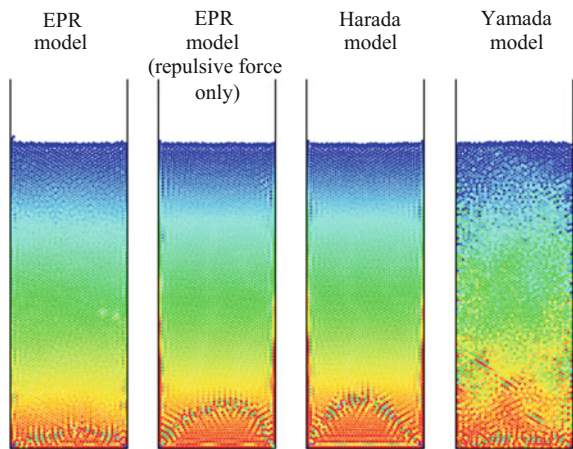 EPR
model
EPR
model
(repulsive force
only)
Harada
model
Yamada
model